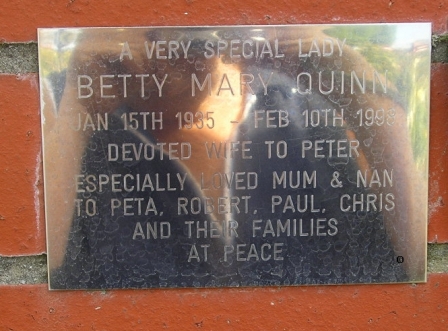 A VERY SPECIAL LADY
BETTY MARY QUINN
JAN 15TH 1935 - FEB 10TH 1998
DEVOTED WIFE TO PETER
ESPECIALLY LOVED MUM & NAN
TO PETA, ROBERT, PAUL, CHRIS
AND THEIR FAMILIES
AT PEACE